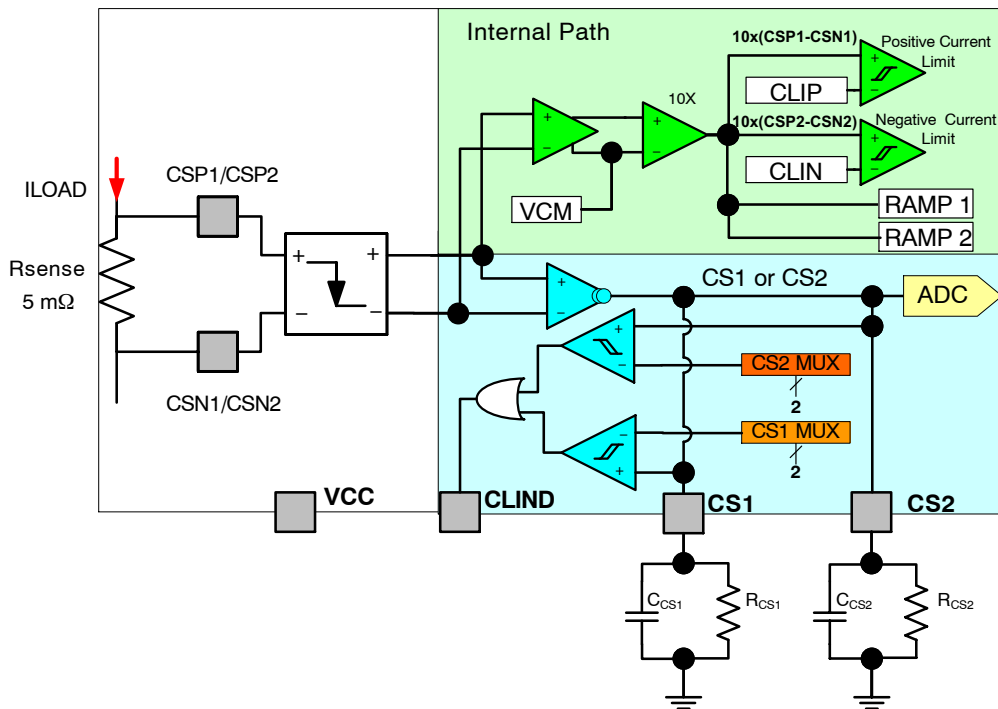 Internal Path
10x(CSP1-CSN1)
Positive Current
Limit
CLIP
10X
10x(CSP2-CSN2)
Negative Current
Limit
CLIN
VCM
RAMP 1
RAMP 2
ILOAD
CSP1/CSP2
Rsense
5 mΩ
CSN1/CSN2
+
−
+
−
+
−
+
−
+
−
+
−
+
−
CS1 or CS2
ADC
+
−
CS2 MUX
2
−
+
CS1 MUX
2
VCC
CLIND
CS1
CS2
CCS1
RCS1
CCS2
RCS2